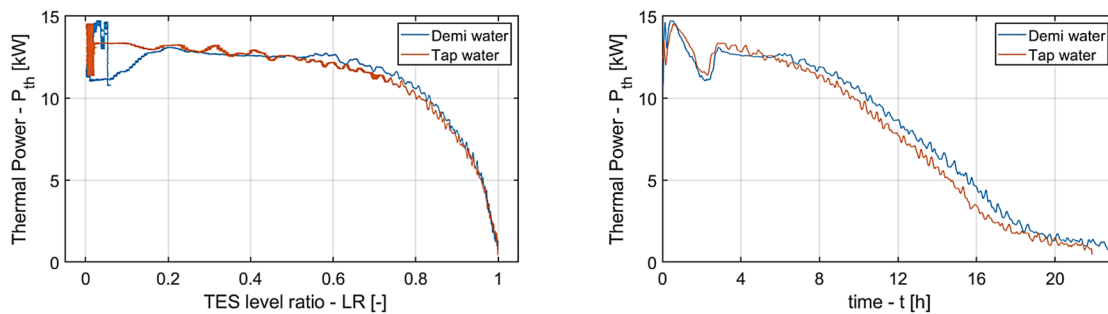 Thermal Power - P_th [kW]
15
10
5
0
Demi water
Tap water
0 0.2 0.4 0.6 0.8 1
TES level ratio - LR [-]
Thermal Power - P_th [kW]
15
10
5
0
Demi water
Tap water
0 4 8 12 16 20
time - t [h]